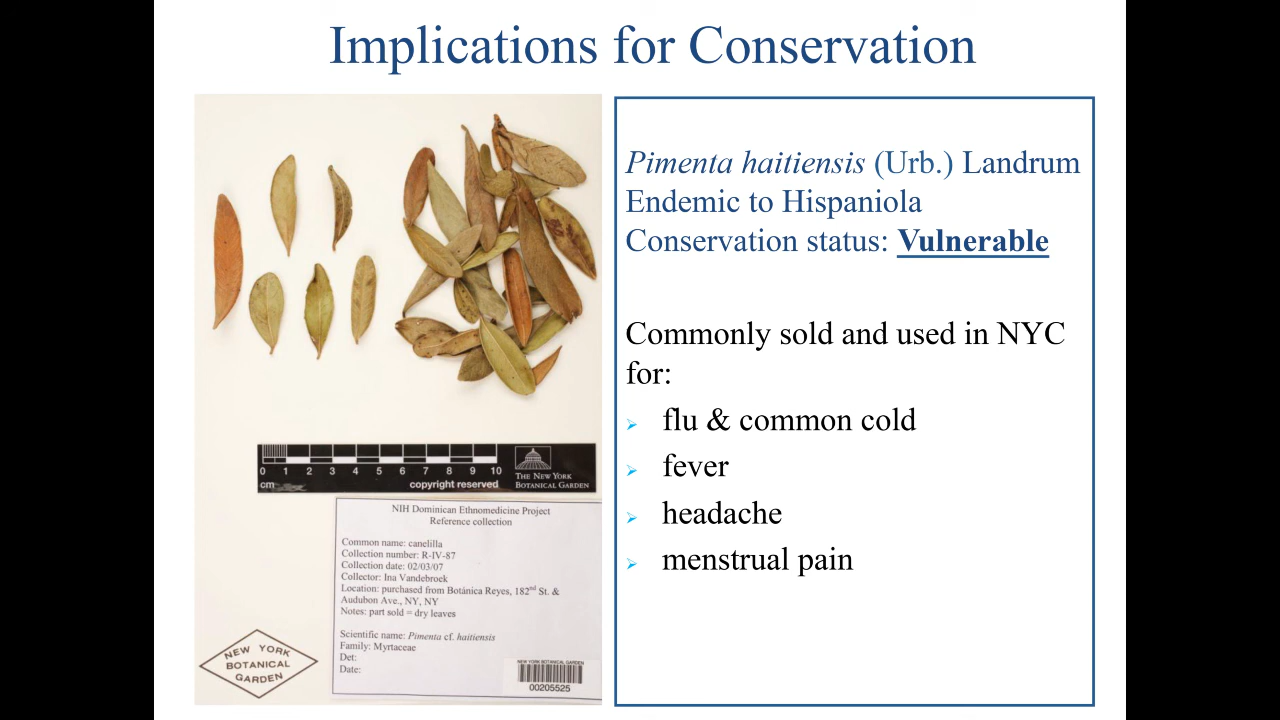 Implications for Conservation
Pimenta haitiensis (Urb.) Landrum
Endemic to Hispaniola
Conservation status: Vulnerable
Commonly sold and used in NYC
for:
flu & common cold
fever
headache
menstrual pain
0 1 2 3 4 5 6 7 8 9 10
cm
copyright reserved
THE NEW YORK
BOTANICAL GARDEN
NIH Dominican Ethnomedicine Project
Reference collection
Common name: canelilla
Collection number: R-IV-87
Collection date: 02/03/07
Collector: Ina Vandebroek
Location: purchased from Botánica Reyes, 182nd St. &
Audubon Ave., NY, NY
Notes: part sold = dry leaves
Scientific name: Pimenta cf. haitiensis
Family: Myrtaceae
Det:
Date:
NEW YORK BOTANICAL GARDEN
00205525
NEW YORK
BOTANICAL
GARDEN